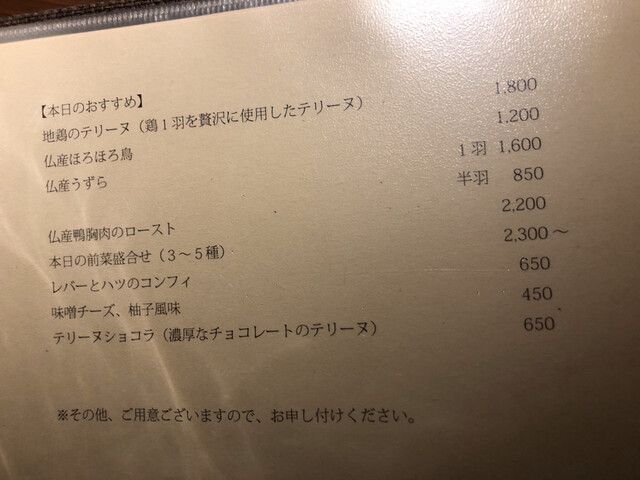 【本日のおすすめ】
地鶏のテリーヌ（鶏１羽を贅沢に使用したテリーヌ） 1,800
仏産ほろほろ鳥 1,200
仏産うずら １羽 1,600
半羽 850
仏産鴨胸肉のロースト 2,200
本日の前菜盛合せ（３～５種） 2,300～
レバーとハツのコンフィ 650
味噌チーズ、柚子風味 450
テリーヌショコラ（濃厚なチョコレートのテリーヌ） 650
※その他、ご用意ございますので、お申し付けください。